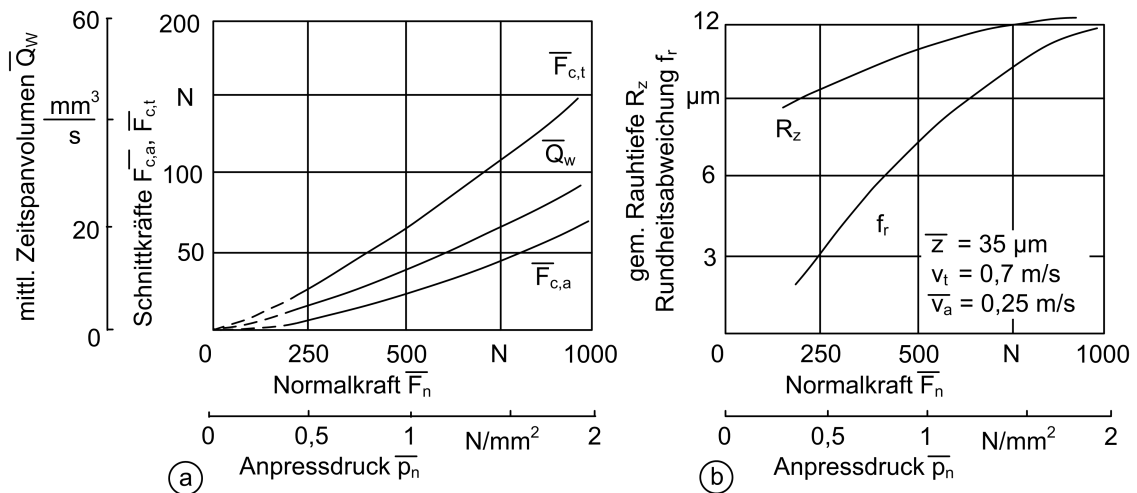 mittl. Zeitspanvolumen Q̅w
60
mm³
s
20
0
Schnittkräfte F̅c,a, F̅c,t
200
N
100
50
F̅c,t
Q̅w
F̅c,a
0 250 500 N 1000
Normalkraft F̅n
0 0,5 1 N/mm² 2
Anpressdruck p̅n
a
gem. Rauhtiefe Rz
Rundheitsabweichung fr
12
µm
6
3
Rz
fr
z̅ = 35 µm
vt = 0,7 m/s
v̅a = 0,25 m/s
0 250 500 N 1000
Normalkraft F̅n
0 0,5 1 N/mm² 2
Anpressdruck p̅n
b